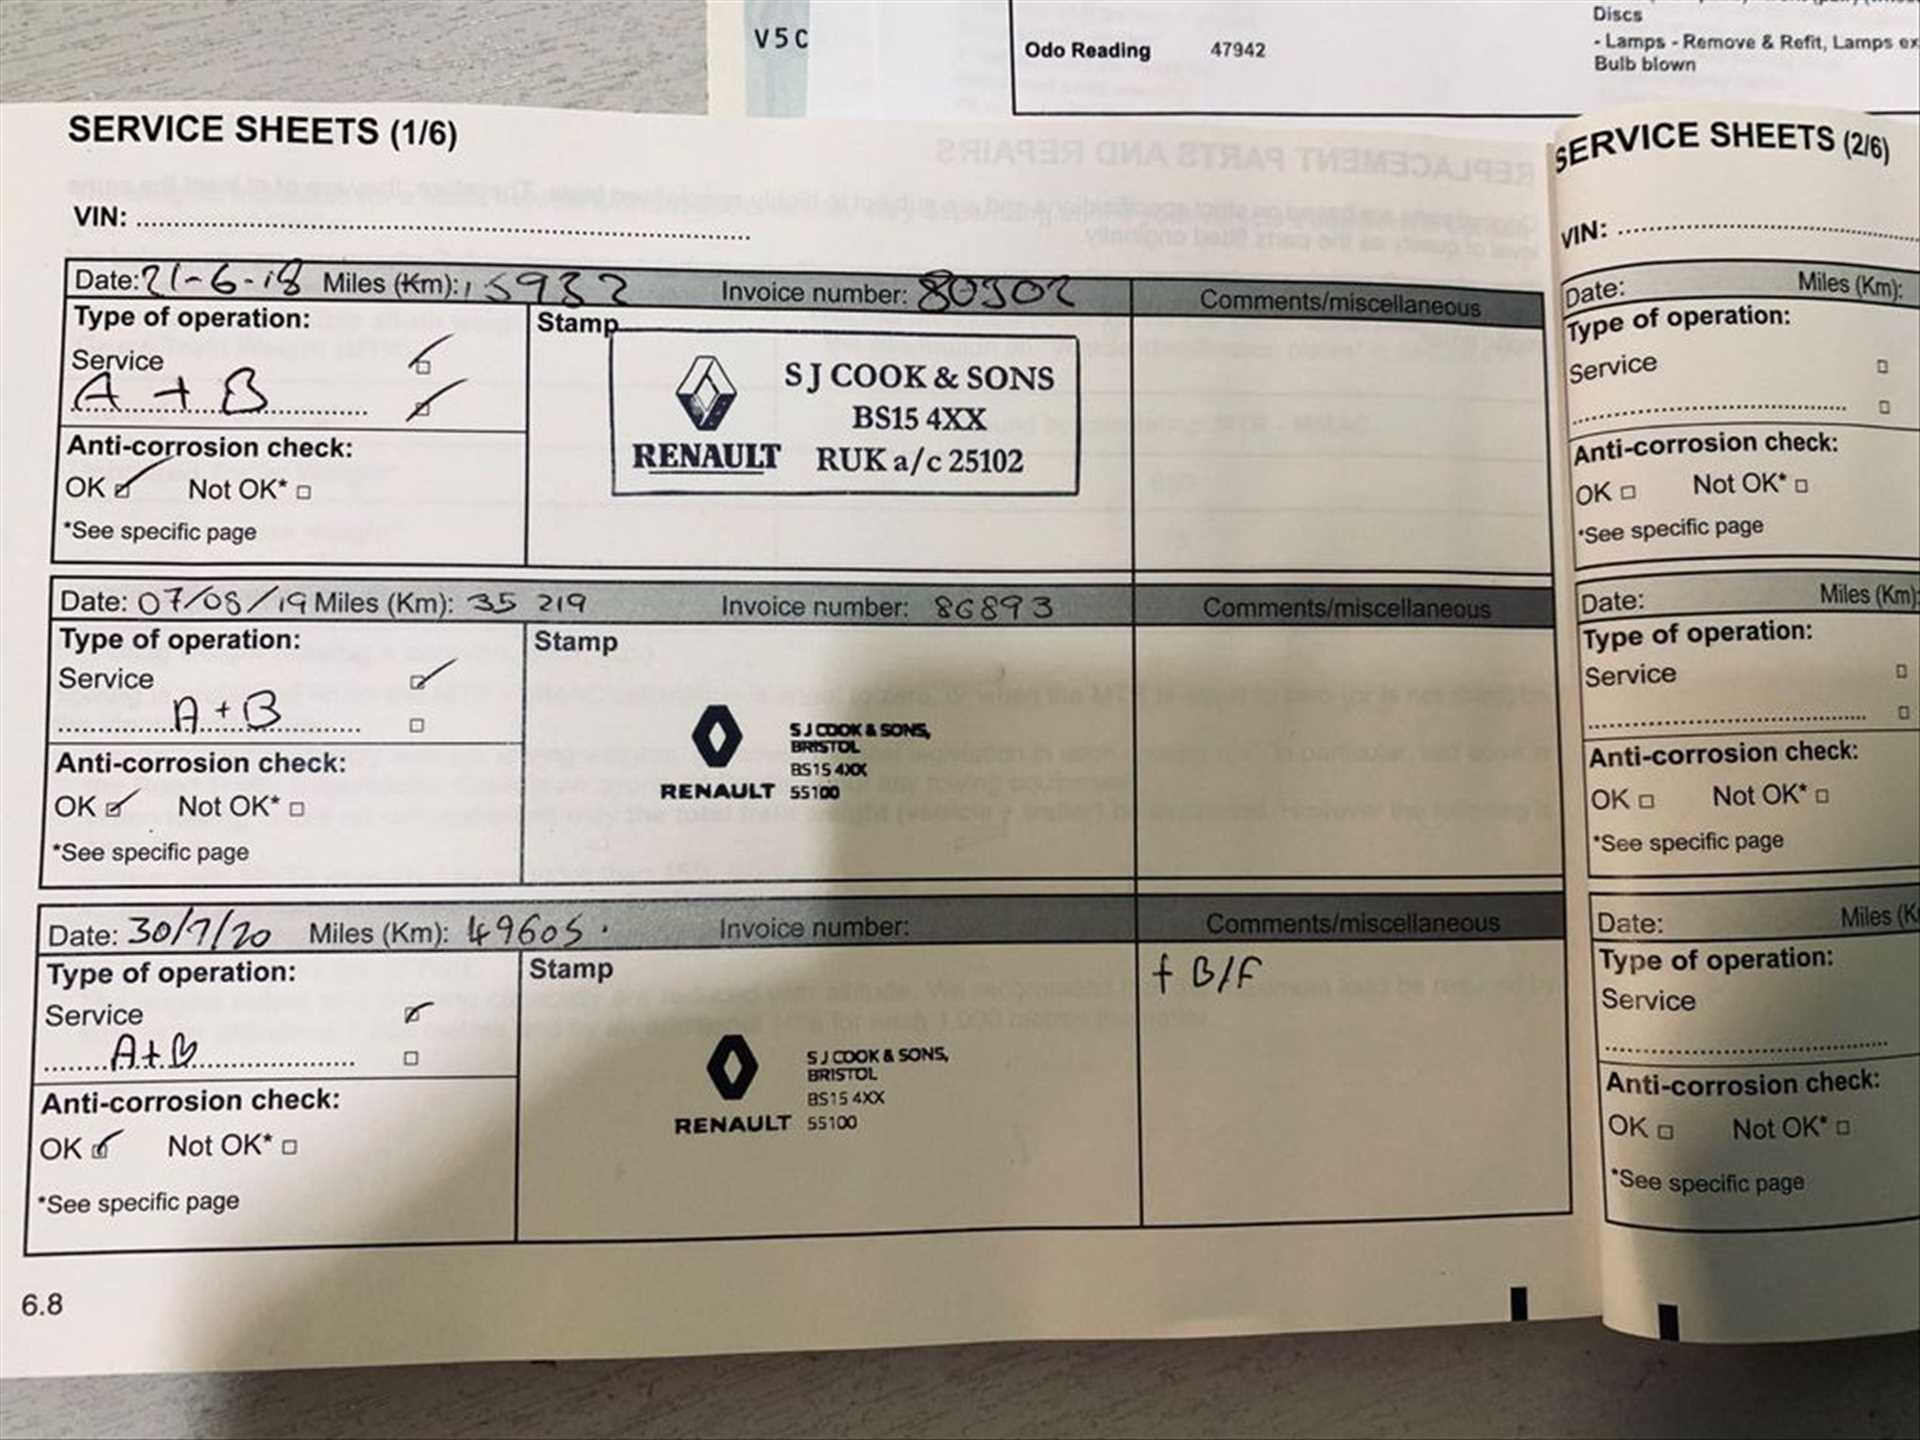 V5C
Odo Reading 47942
Discs
- Lamps - Remove & Refit, Lamps ex
Bulb blown
SERVICE SHEETS (1/6)
VIN:
Date: 21-6-18 Miles (Km): 15932 Invoice number: 80502 Comments/miscellaneous
Type of operation:
Stamp
Service
A + B
SJ COOK & SONS
BS15 4XX
RENAULT RUK a/c 25102
Anti-corrosion check:
OK Not OK*
*See specific page
Date: 07/08/19 Miles (Km): 35 219 Invoice number: 86893 Comments/miscellaneous
Type of operation:
Stamp
Service
A + B
S J COOK & SONS,
BRISTOL
BS15 4XX
RENAULT 55100
Anti-corrosion check:
OK Not OK*
*See specific page
Date: 30/7/20 Miles (Km): 49605. Invoice number: Comments/miscellaneous
Type of operation:
Stamp
+ B/F
Service
A+B
S J COOK & SONS,
BRISTOL
BS15 4XX
RENAULT 55100
Anti-corrosion check:
OK Not OK*
*See specific page
6.8
SERVICE SHEETS (2/6)
VIN:
Date: Miles (Km):
Type of operation:
Service
Anti-corrosion check:
OK Not OK*
*See specific page
Date: Miles (Km):
Type of operation:
Service
Anti-corrosion check:
OK Not OK*
*See specific page
Date: Miles (K
Type of operation:
Service
Anti-corrosion check:
OK Not OK*
*See specific page